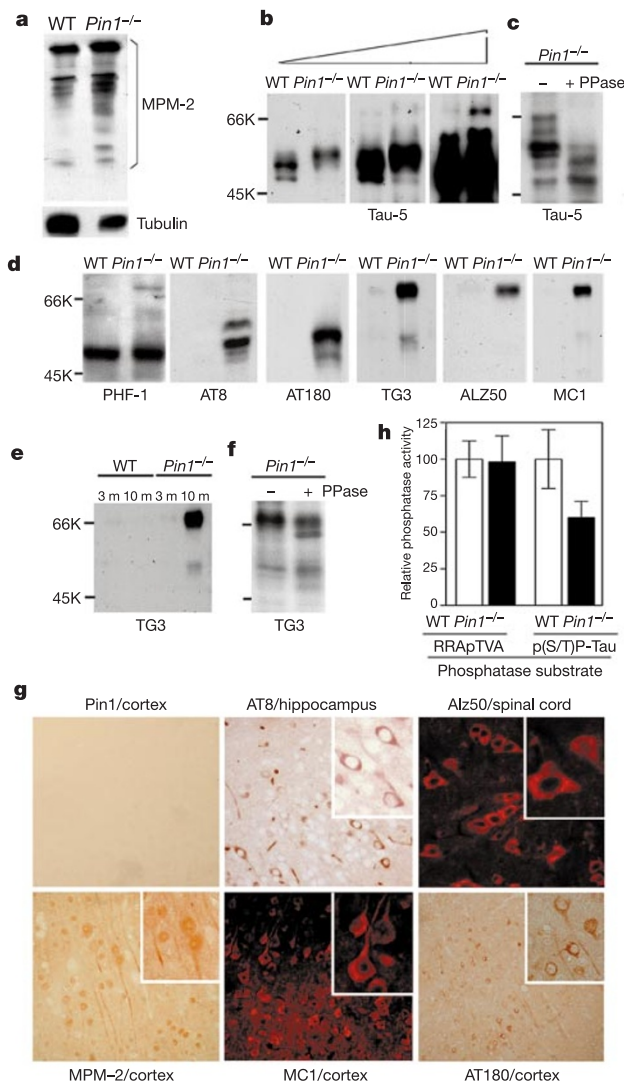 a
WT Pin1−/−
MPM-2
Tubulin
b
WT Pin1−/− WT Pin1−/− WT Pin1−/−
66K
45K
Tau-5
c
Pin1−/−
− + PPase
Tau-5
d
WT Pin1−/− WT Pin1−/− WT Pin1−/− WT Pin1−/− WT Pin1−/− WT Pin1−/−
66K
45K
PHF-1 AT8 AT180 TG3 ALZ50 MC1
e
WT Pin1−/−
3 m 10 m 3 m 10 m
66K
45K
TG3
f
Pin1−/−
− + PPase
TG3
h
Relative phosphatase activity
125
100
75
50
25
0
WT Pin1−/− WT Pin1−/−
RRApTVA p(S/T)P-Tau
Phosphatase substrate
g
Pin1/cortex AT8/hippocampus Alz50/spinal cord
MPM–2/cortex MC1/cortex AT180/cortex